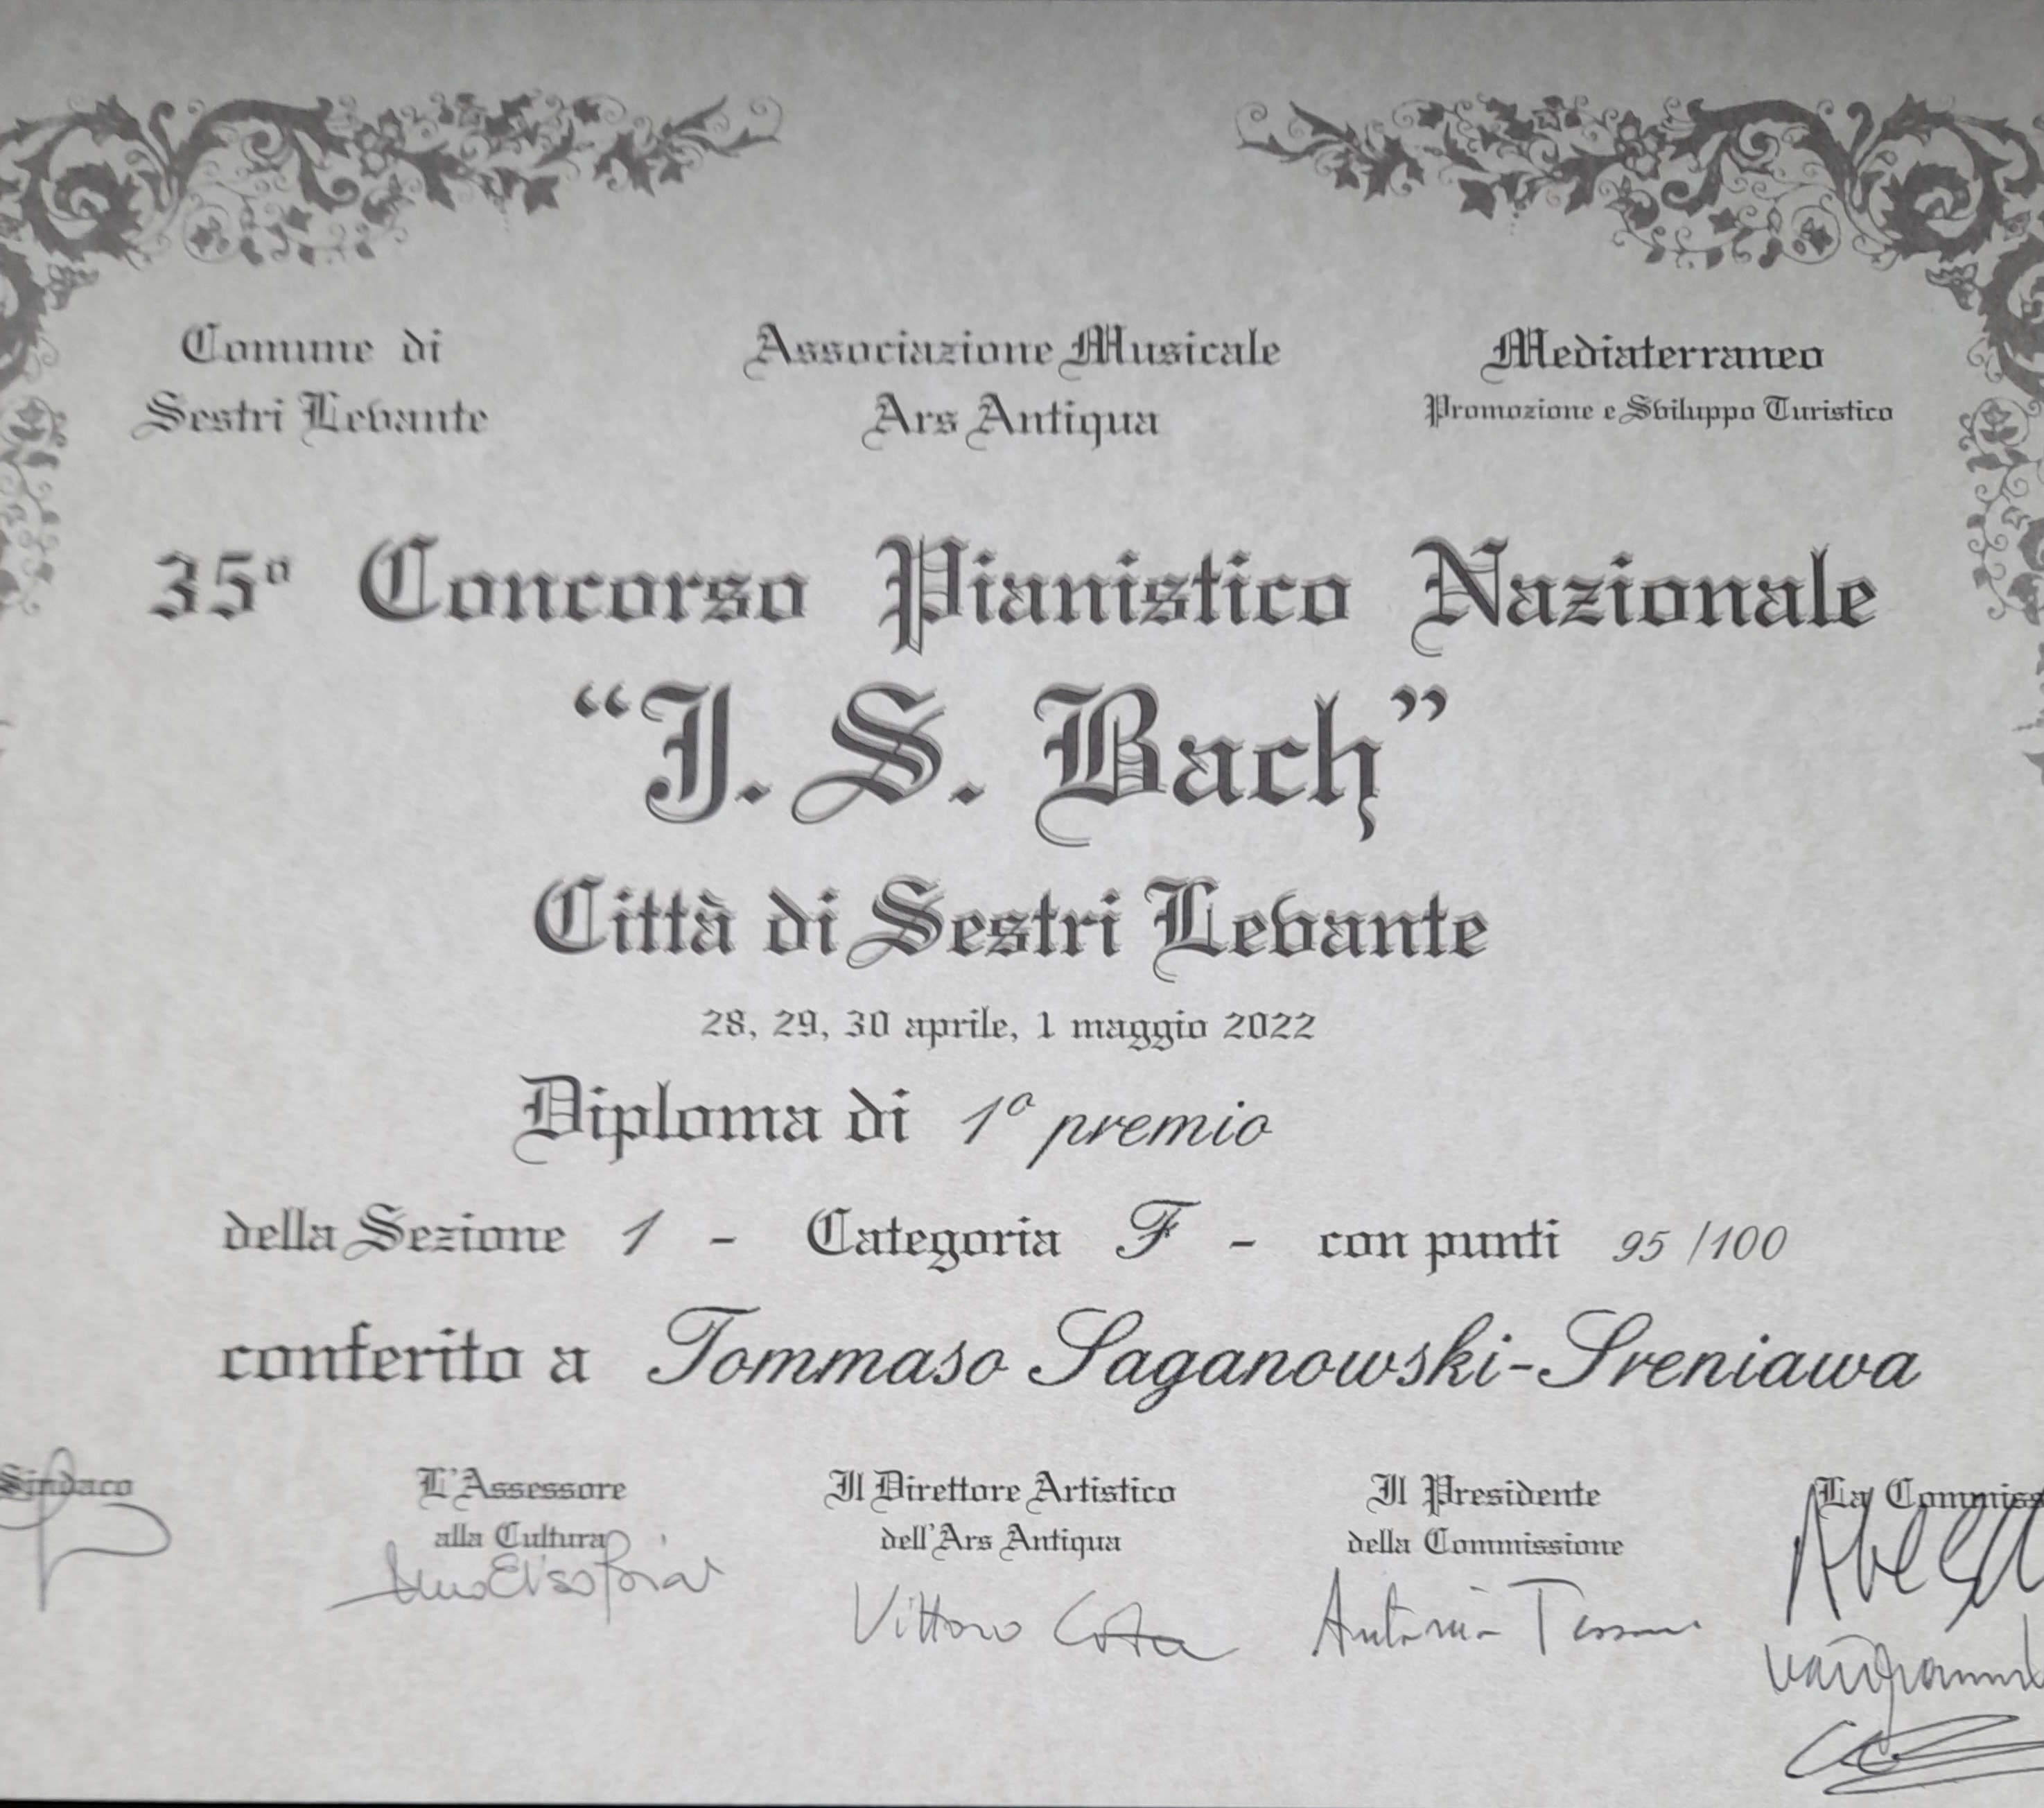 Comune di
Sestri Levante
Associazione Musicale
Ars Antiqua
Mediaterraneo
Promozione e Sviluppo Turistico
35º Concorso Pianistico Nazionale
“J. S. Bach”
Città di Sestri Levante
28, 29, 30 aprile, 1 maggio 2022
Diploma di 1º premio
della Sezione 1 - Categoria F - con punti 95 /100
conferito a Tommaso Saganowski-Sreniawa
Sindaco
L'Assessore
alla Cultura
Il Direttore Artistico
dell'Ars Antiqua
Vittorio Costa
Il Presidente
della Commissione
La